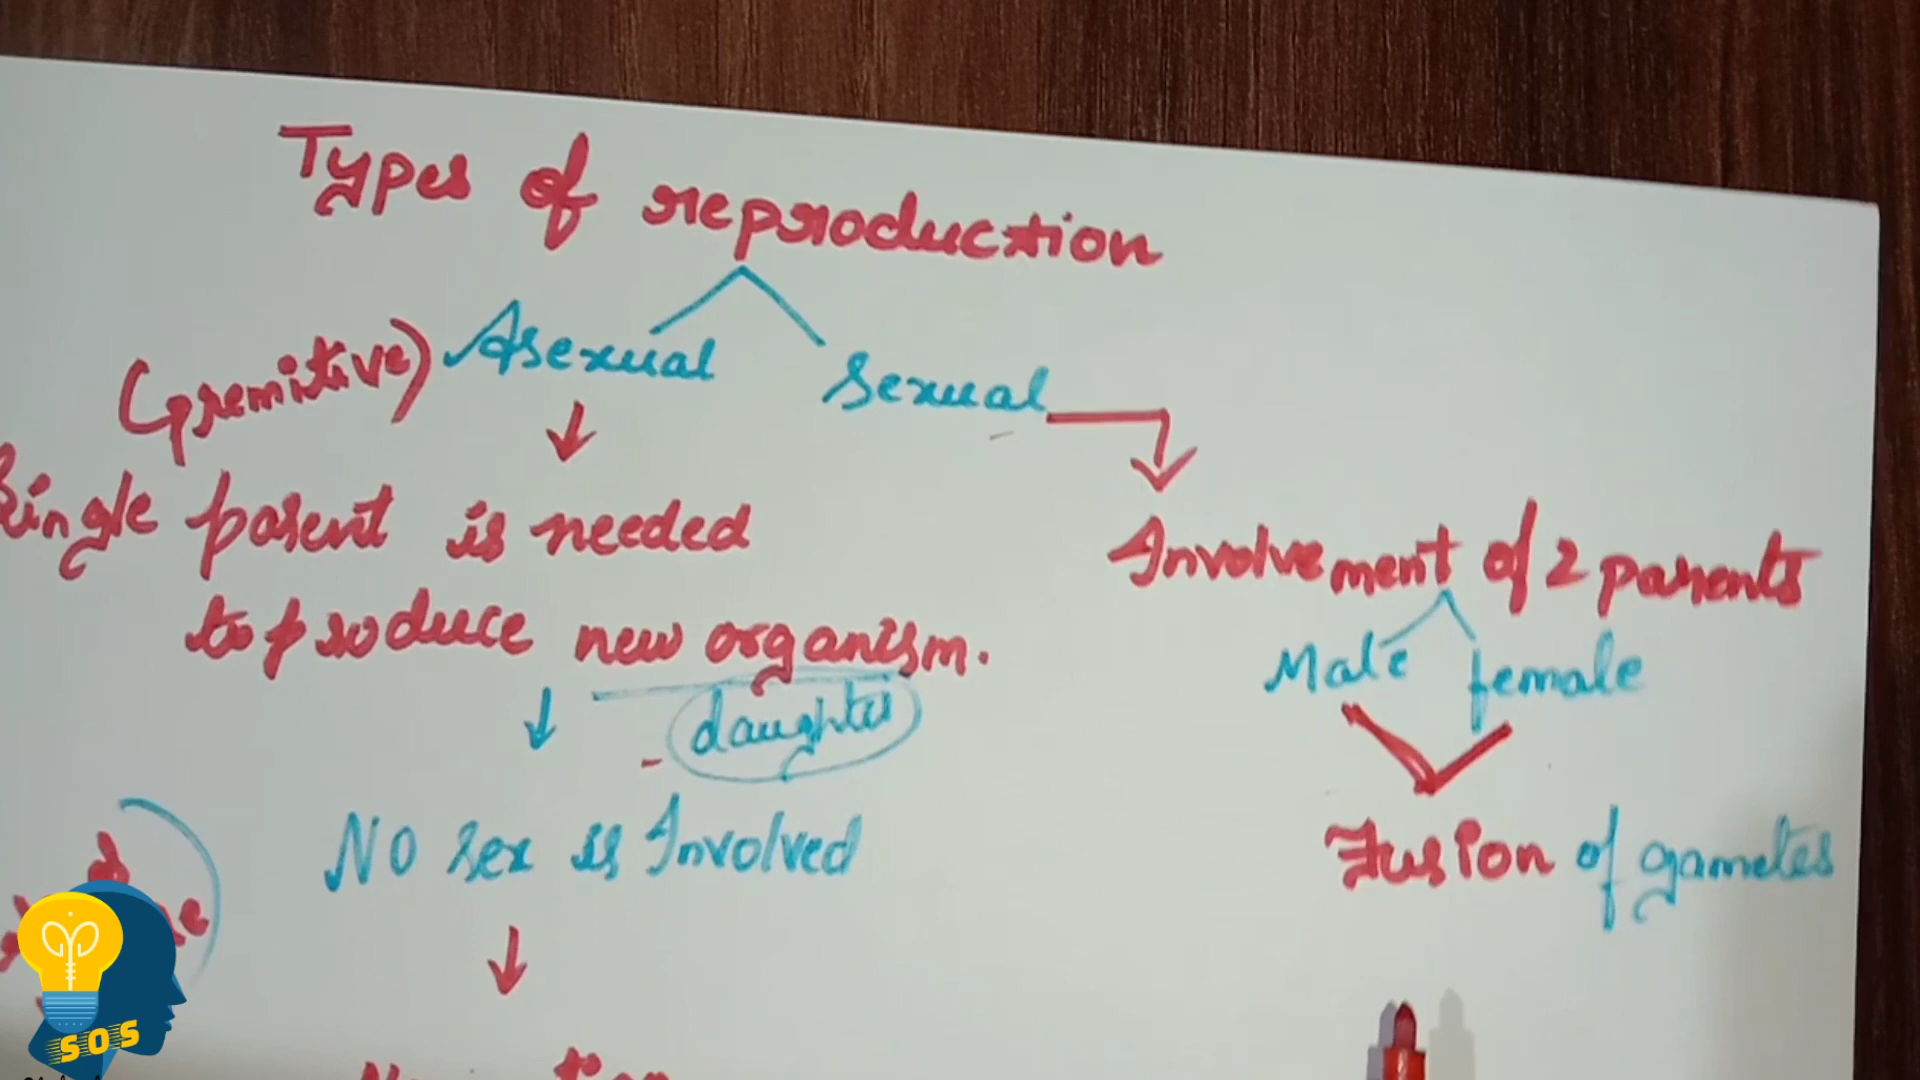 Types of reproduction
(premitive) Asexual
Sexual
Single parent is needed
to produce new organism.
daughter
No sex is Involved
Involvement of 2 parents
Male female
Fusion of gametes
SOS